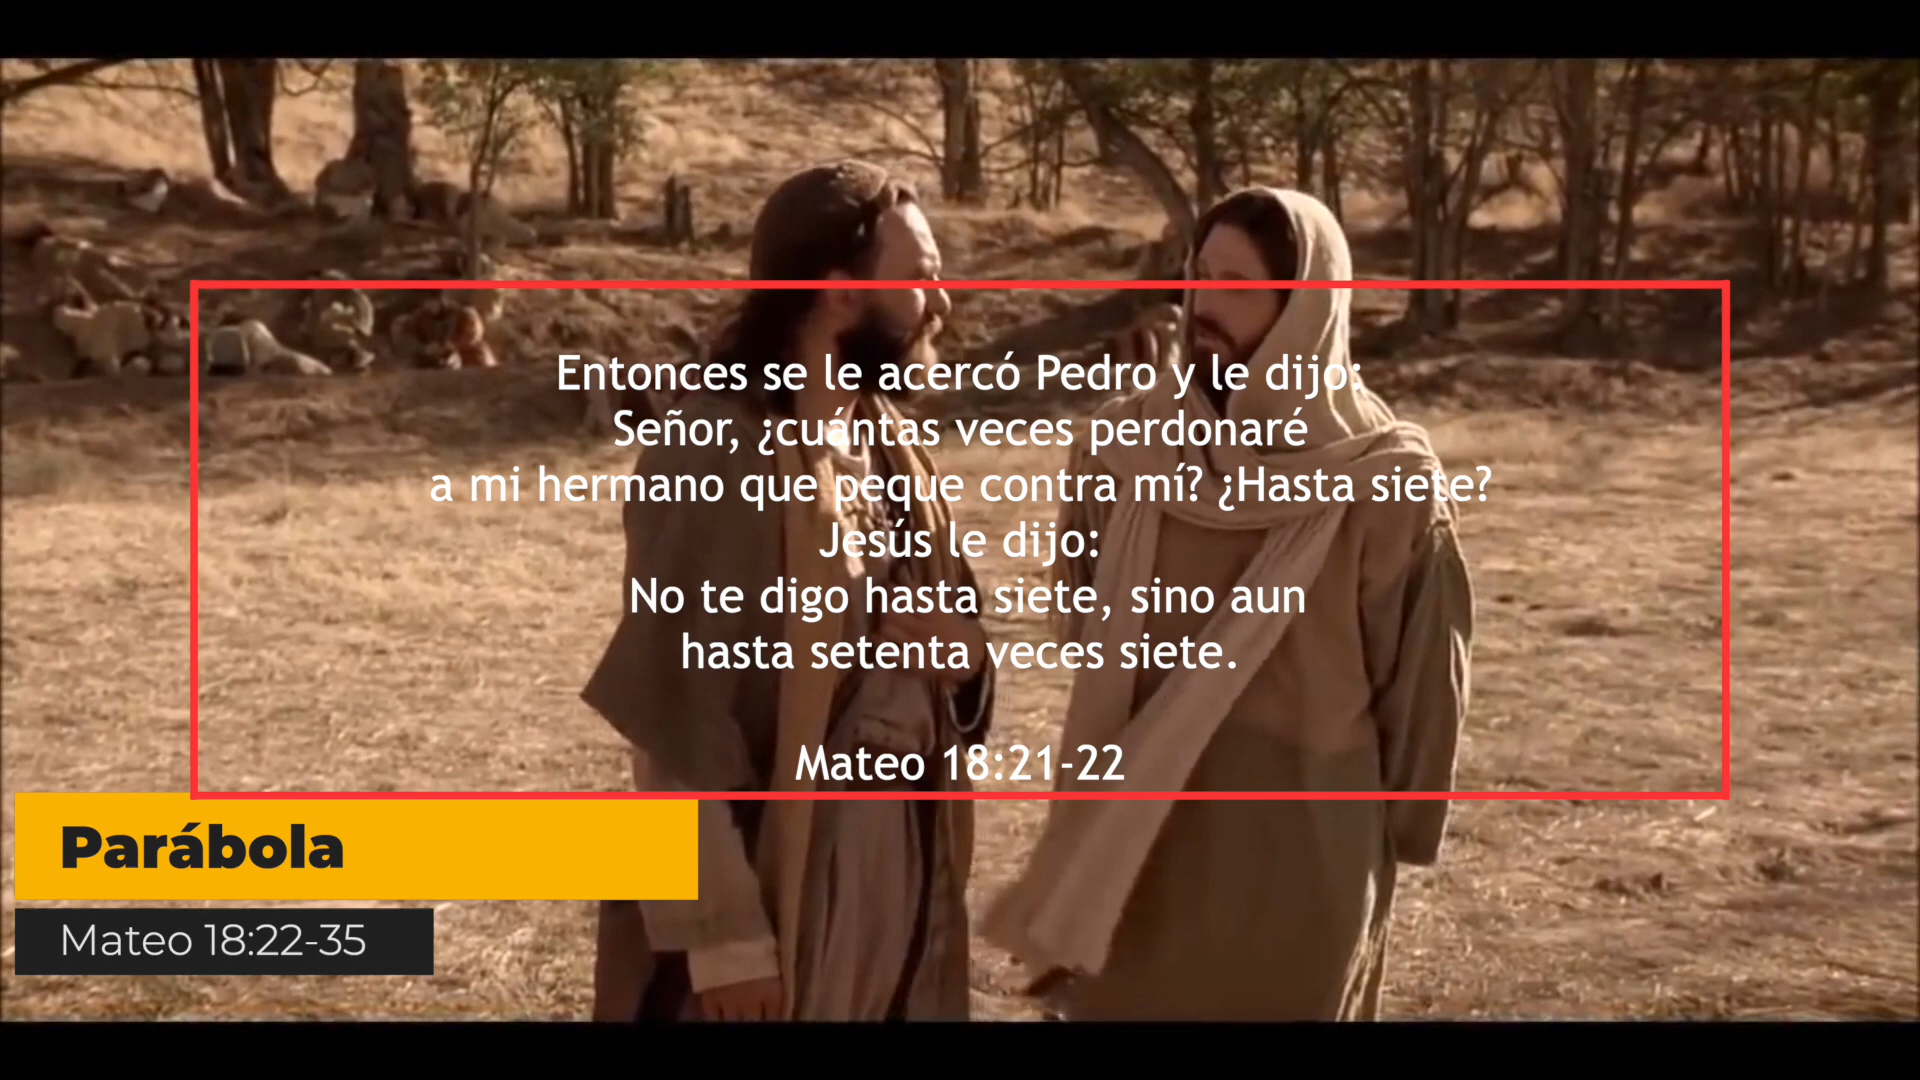 Entonces se le acercó Pedro y le dijo:
Señor, ¿cuántas veces perdonaré
a mi hermano que peque contra mí? ¿Hasta siete?
Jesús le dijo:
No te digo hasta siete, sino aun
hasta setenta veces siete.
Mateo 18:21-22
Parábola
Mateo 18:22-35